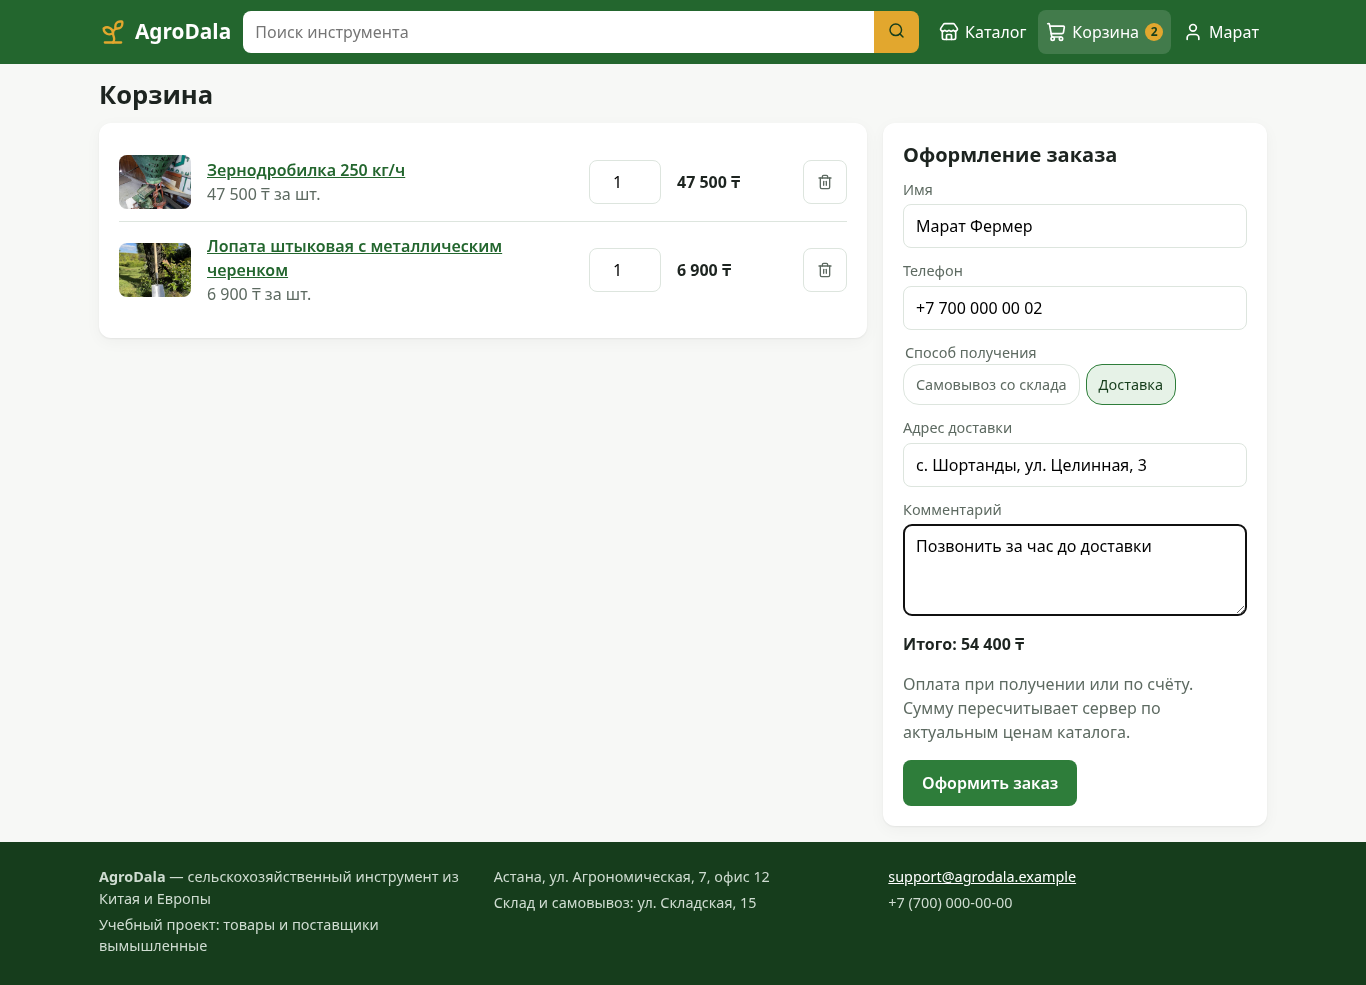 AgroDala
Поиск инструмента
Каталог
Корзина 2
Марат
Корзина
Зернодробилка 250 кг/ч
47 500 ₸ за шт.
1
47 500 ₸
Лопата штыковая с металлическим
черенком
6 900 ₸ за шт.
1
6 900 ₸
Оформление заказа
Имя
Марат Фермер
Телефон
+7 700 000 00 02
Способ получения
Самовывоз со склада
Доставка
Адрес доставки
с. Шортанды, ул. Целинная, 3
Комментарий
Позвонить за час до доставки
Итого: 54 400 ₸
Оплата при получении или по счёту.
Сумму пересчитывает сервер по
актуальным ценам каталога.
Оформить заказ
AgroDala — сельскохозяйственный инструмент из
Китая и Европы
Учебный проект: товары и поставщики
вымышленные
Астана, ул. Агрономическая, 7, офис 12
Склад и самовывоз: ул. Складская, 15
support@agrodala.example
+7 (700) 000-00-00